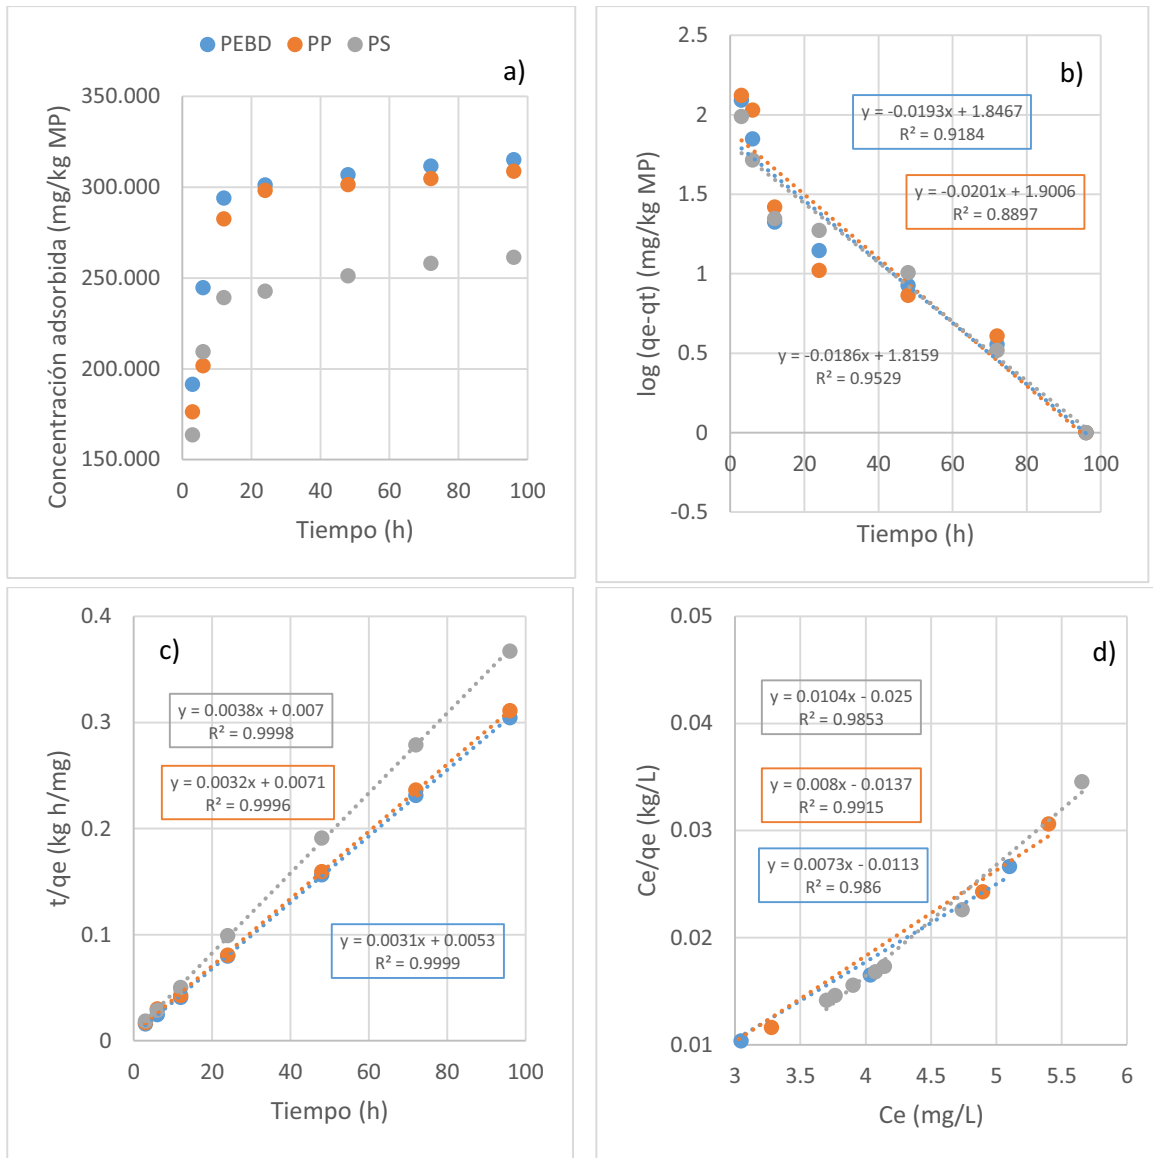 PEBD PP PS
a)
350.000
300.000
250.000
200.000
150.000
0 20 40 60 80 100
Concentración adsorbida (mg/kg MP)
Tiempo (h)
b)
2.5
2
1.5
1
0.5
0
-0.5
0 20 40 60 80 100
y = -0.0193x + 1.8467
R² = 0.9184
y = -0.0201x + 1.9006
R² = 0.8897
y = -0.0186x + 1.8159
R² = 0.9529
log (qe-qt) (mg/kg MP)
Tiempo (h)
c)
0.4
0.3
0.2
0.1
0
0 20 40 60 80 100
y = 0.0038x + 0.007
R² = 0.9998
y = 0.0032x + 0.0071
R² = 0.9996
y = 0.0031x + 0.0053
R² = 0.9999
t/qe (kg h/mg)
Tiempo (h)
d)
0.05
0.04
0.03
0.02
0.01
3 3.5 4 4.5 5 5.5 6
y = 0.0104x - 0.025
R² = 0.9853
y = 0.008x - 0.0137
R² = 0.9915
y = 0.0073x - 0.0113
R² = 0.986
Ce/qe (kg/L)
Ce (mg/L)